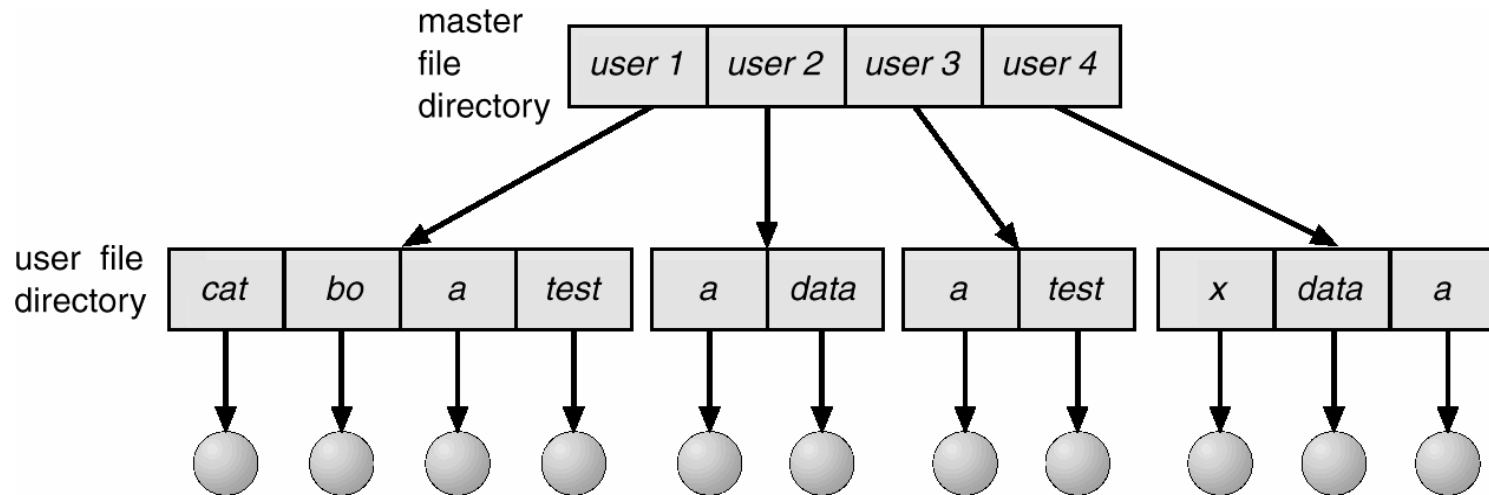 master
file
directory
user 1 user 2 user 3 user 4
user file
directory
cat bo a test a data a test x data a